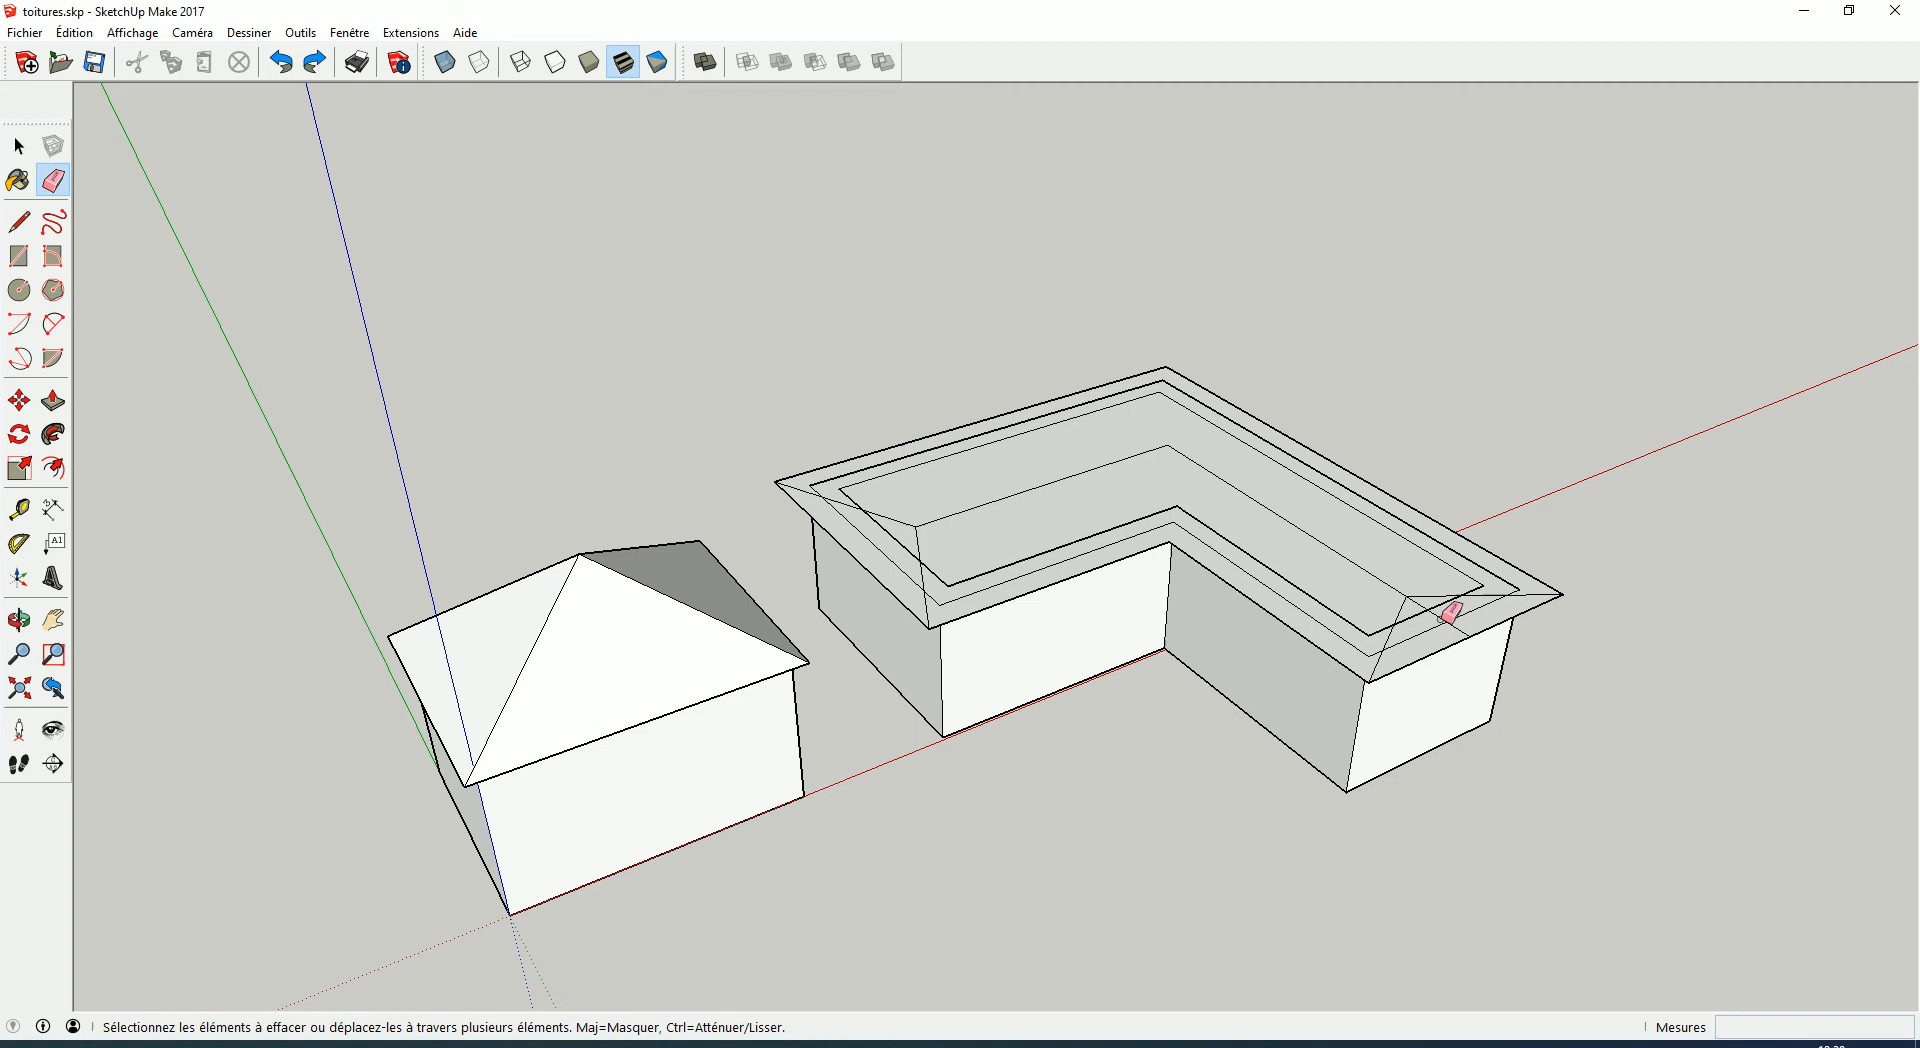 toitures.skp - SketchUp Make 2017
Fichier Édition Affichage Caméra Dessiner Outils Fenêtre Extensions Aide
A1
Sélectionnez les éléments à effacer ou déplacez-les à travers plusieurs éléments. Maj=Masquer, Ctrl=Atténuer/Lisser.
Mesures